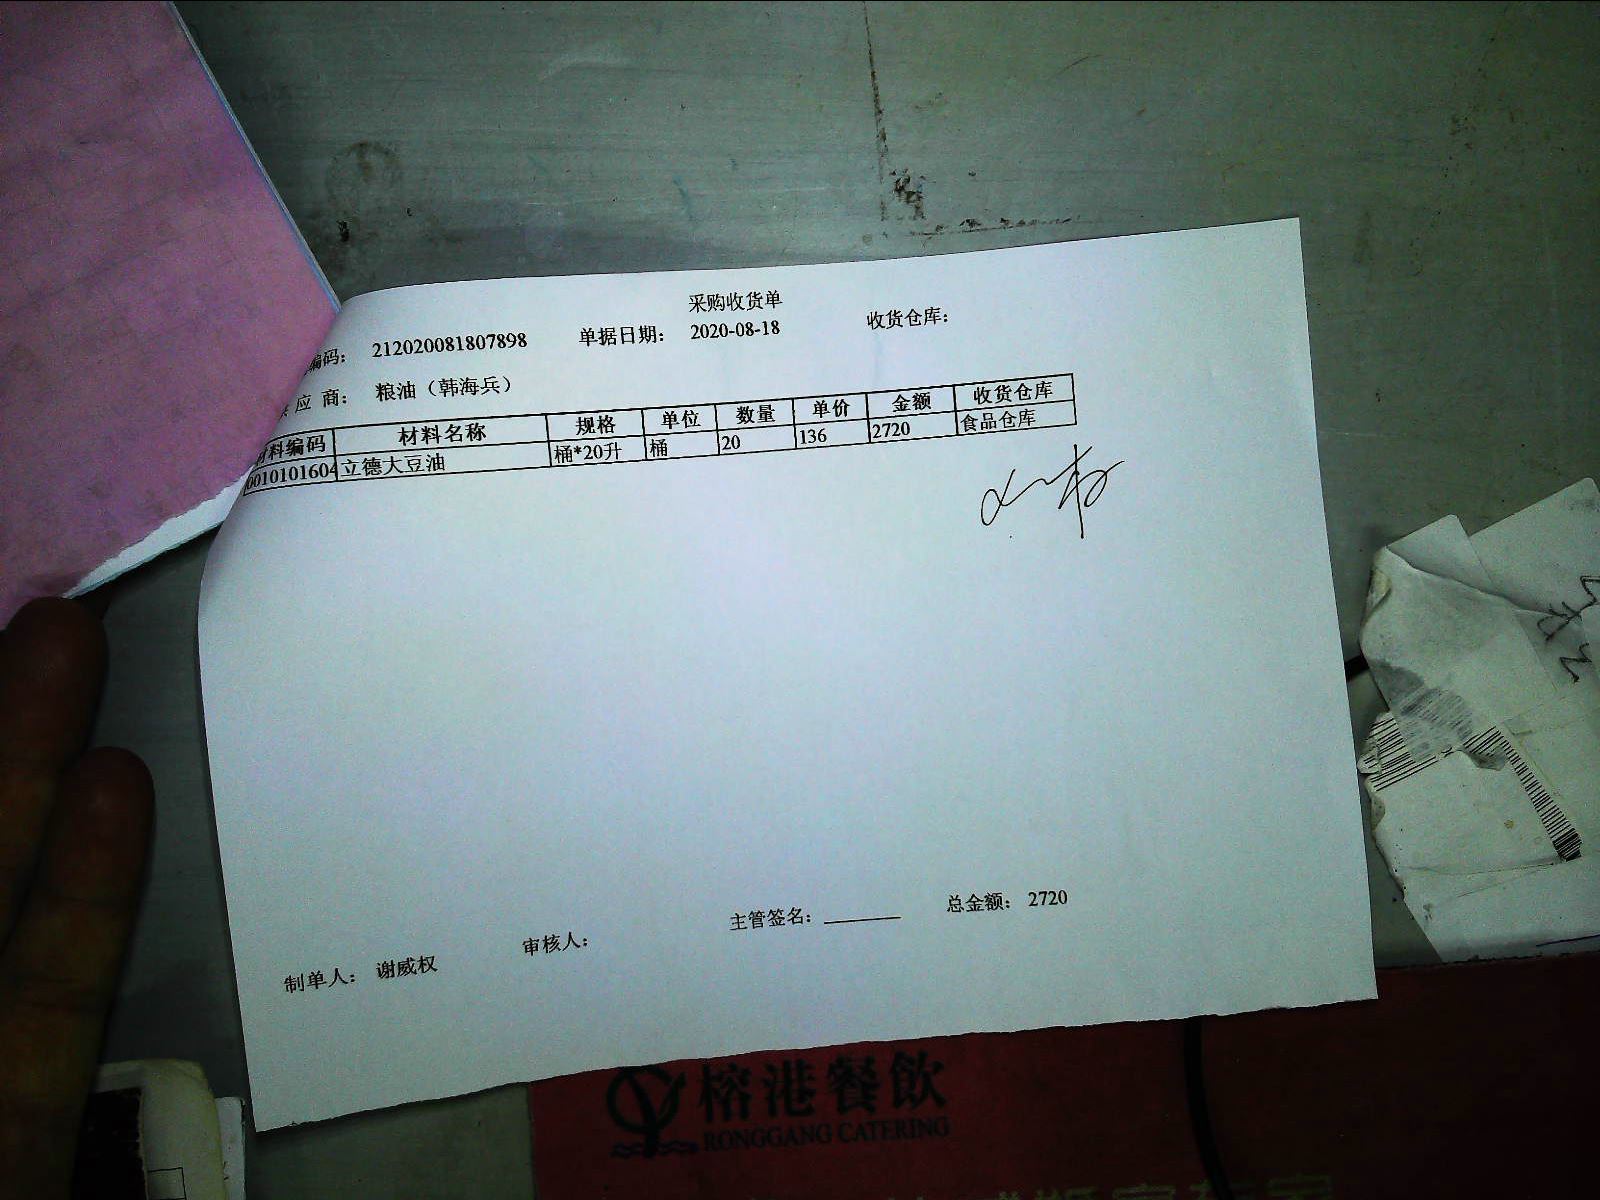 采购收货单
编码： 212020081807898 单据日期： 2020-08-18 收货仓库：
应 商： 粮油（韩海兵）
材料编码 材料名称 规格 单位 数量 单价 金额 收货仓库
0010101604 立德大豆油 桶*20升 桶 20 136 2720 食品仓库
主管签名： 总金额： 2720
制单人： 谢威权 审核人：
榕港餐飲
RONGGANG CATERING